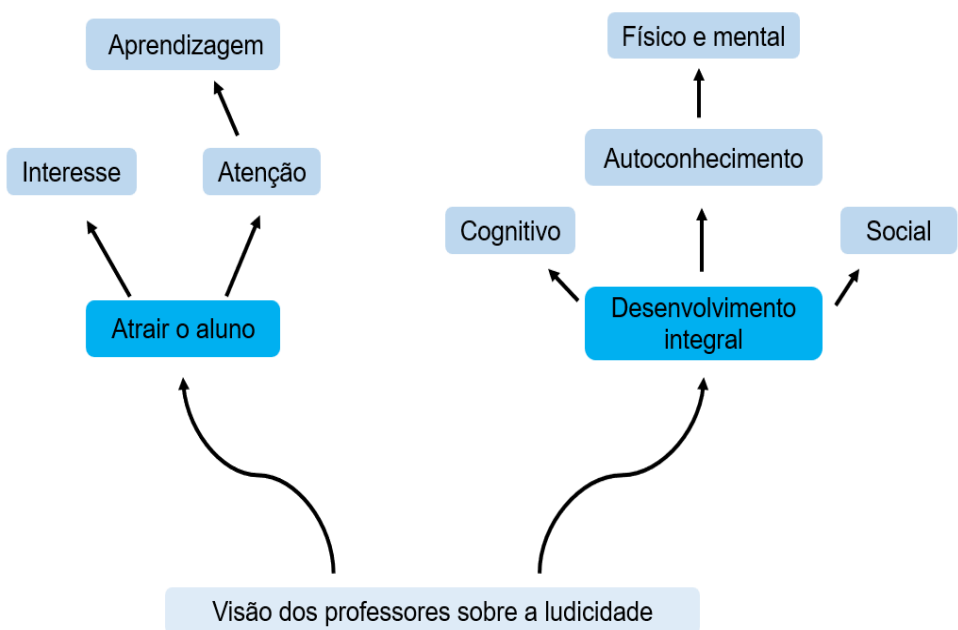 Aprendizagem
Físico e mental
Interesse
Atenção
Autoconhecimento
Cognitivo
Social
Atrair o aluno
Desenvolvimento
integral
Visão dos professores sobre a ludicidade